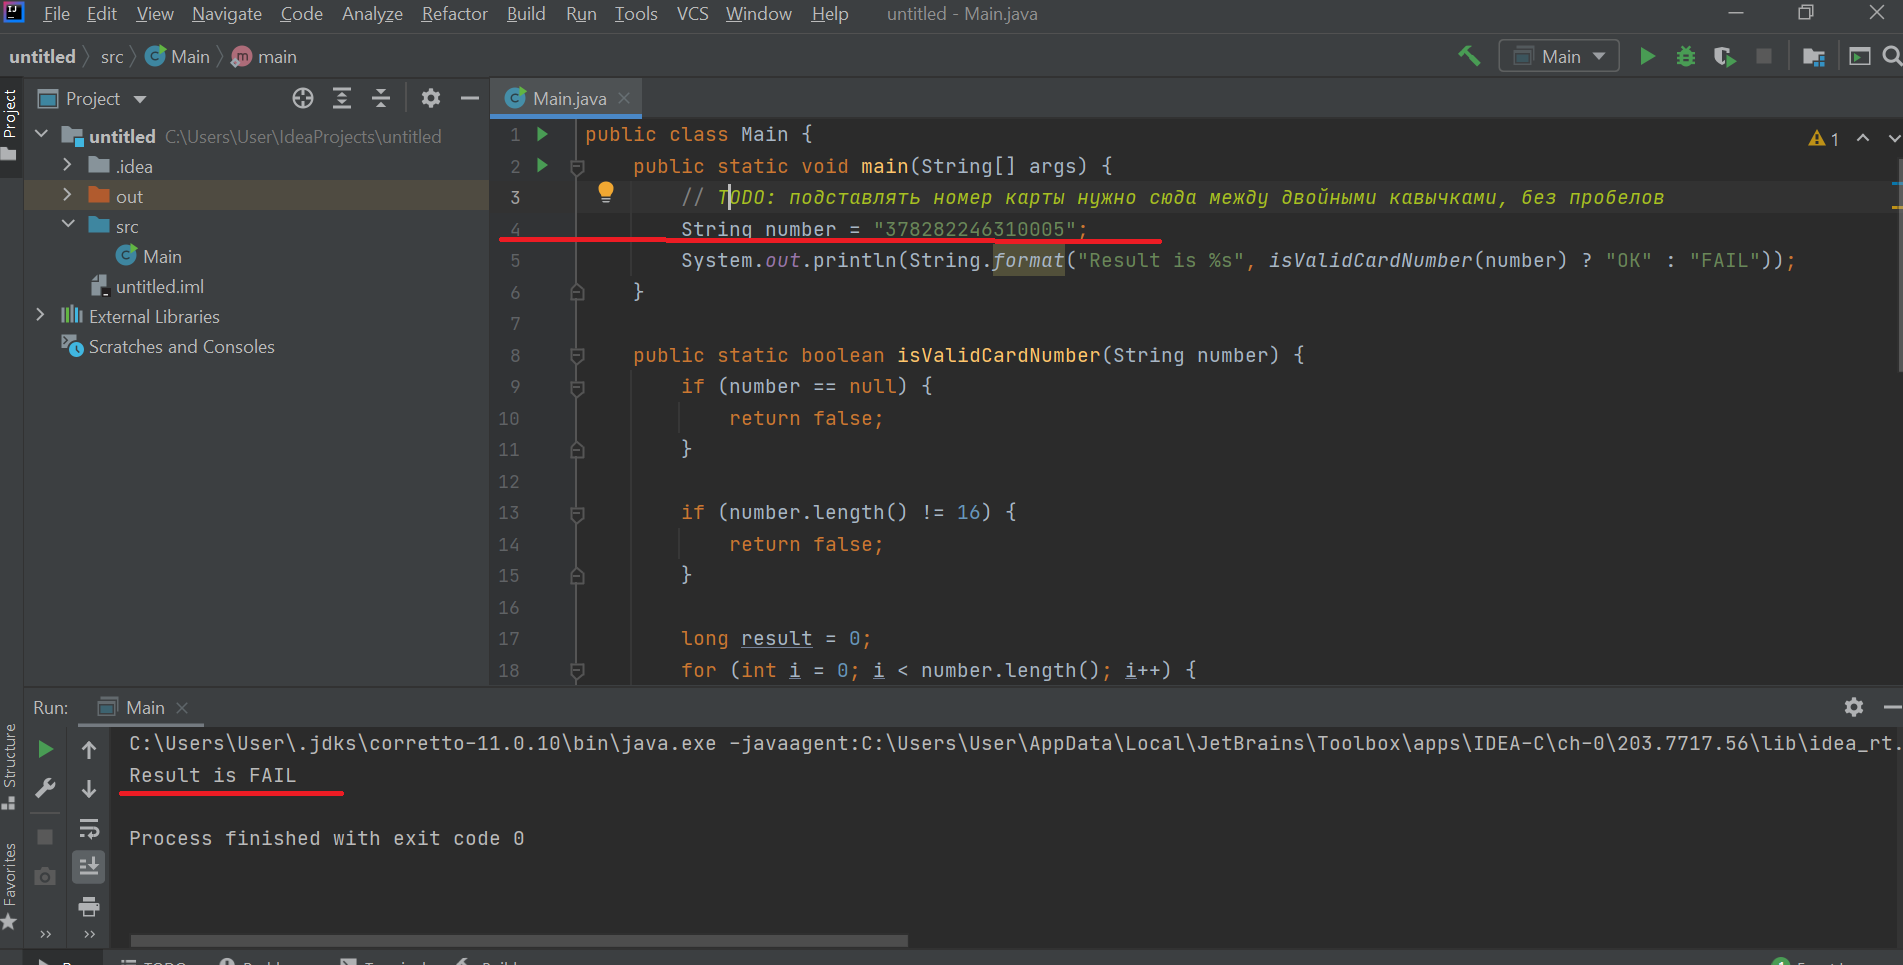 File Edit View Navigate Code Analyze Refactor Build Run Tools VCS Window Help untitled - Main.java
untitled src Main main
Main
Project
Project
Main.java
untitled C:\Users\User\IdeaProjects\untitled
.idea
out
src
Main
untitled.iml
External Libraries
Scratches and Consoles
1 public class Main {
1
2 public static void main(String[] args) {
3 // TODO: подставлять номер карты нужно сюда между двойными кавычками, без пробелов
4 String number = "378282246310005";
5 System.out.println(String.format("Result is %s", isValidCardNumber(number) ? "OK" : "FAIL"));
6 }
7
8 public static boolean isValidCardNumber(String number) {
9 if (number == null) {
10 return false;
11 }
12
13 if (number.length() != 16) {
14 return false;
15 }
16
17 long result = 0;
18 for (int i = 0; i < number.length(); i++) {
Run: Main
Structure
Favorites
C:\Users\User\.jdks\corretto-11.0.10\bin\java.exe -javaagent:C:\Users\User\AppData\Local\JetBrains\Toolbox\apps\IDEA-C\ch-0\203.7717.56\lib\idea_rt.
Result is FAIL
Process finished with exit code 0